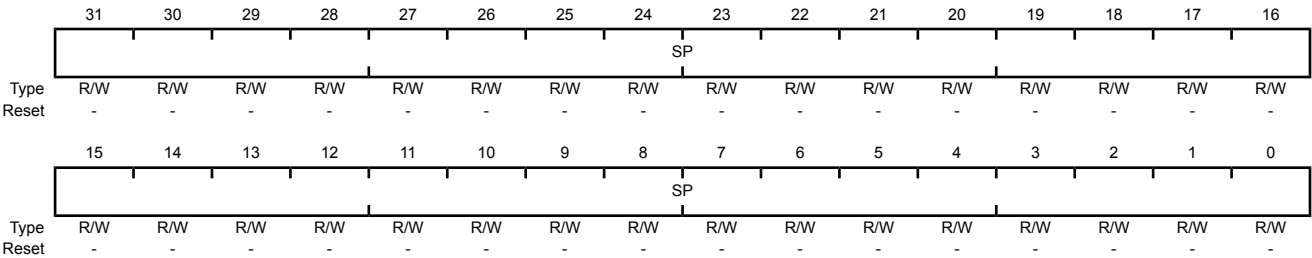 31 30 29 28 27 26 25 24 23 22 21 20 19 18 17 16
SP
Type R/W R/W R/W R/W R/W R/W R/W R/W R/W R/W R/W R/W R/W R/W R/W R/W
Reset - - - - - - - - - - - - - - - -
15 14 13 12 11 10 9 8 7 6 5 4 3 2 1 0
SP
Type R/W R/W R/W R/W R/W R/W R/W R/W R/W R/W R/W R/W R/W R/W R/W R/W
Reset - - - - - - - - - - - - - - - -